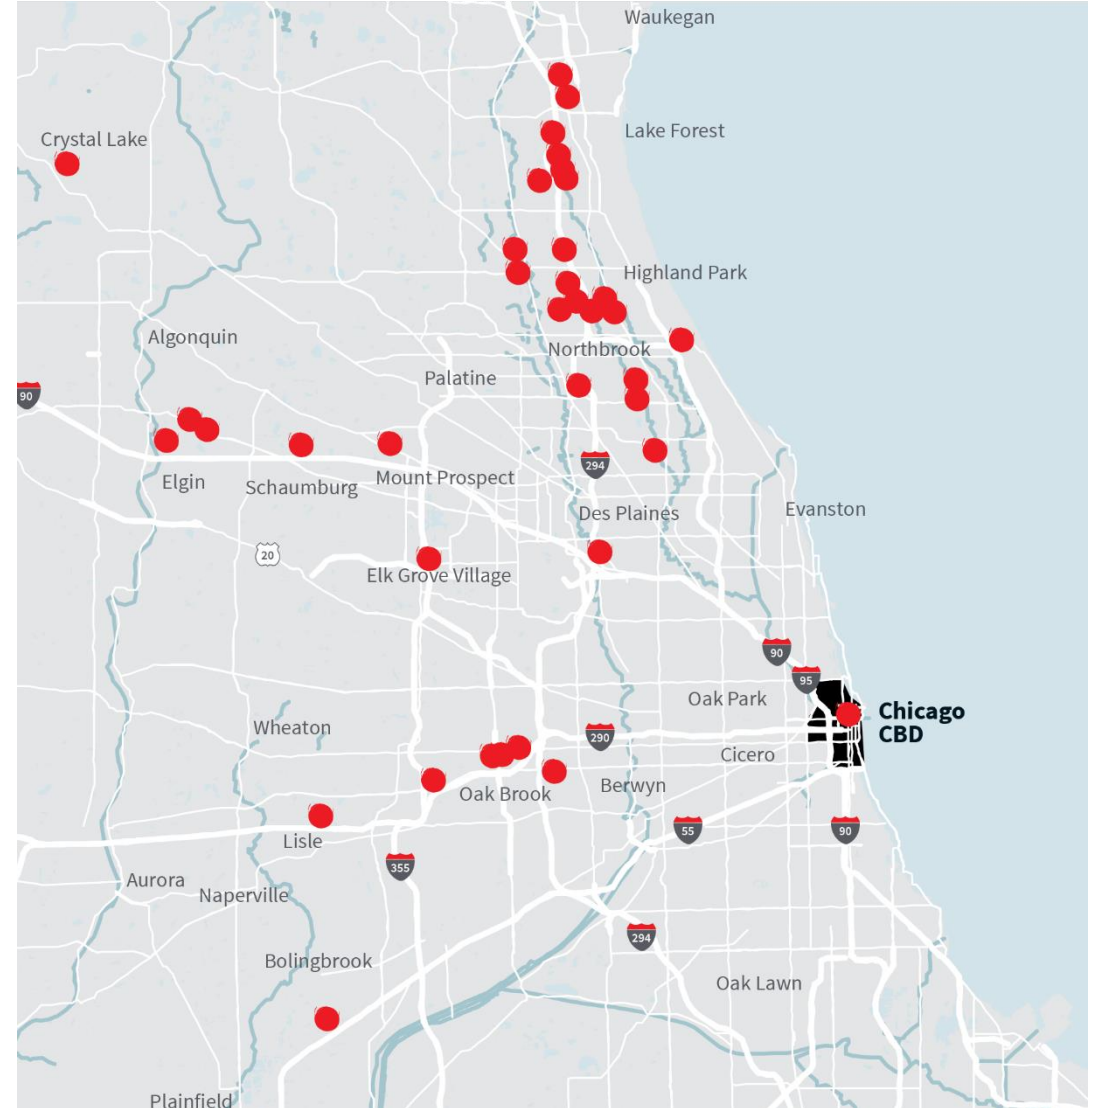 Waukegan
Lake Forest
Crystal Lake
Highland Park
Algonquin
Northbrook
Palatine
90
294
Mount Prospect
Elgin
Schaumburg
Evanston
Des Plaines
20
Elk Grove Village
90
95
Oak Park
Chicago
CBD
Wheaton
290
Cicero
Berwyn
Oak Brook
55
90
Lisle
355
Aurora
Naperville
294
Bolingbrook
Oak Lawn
Plainfield